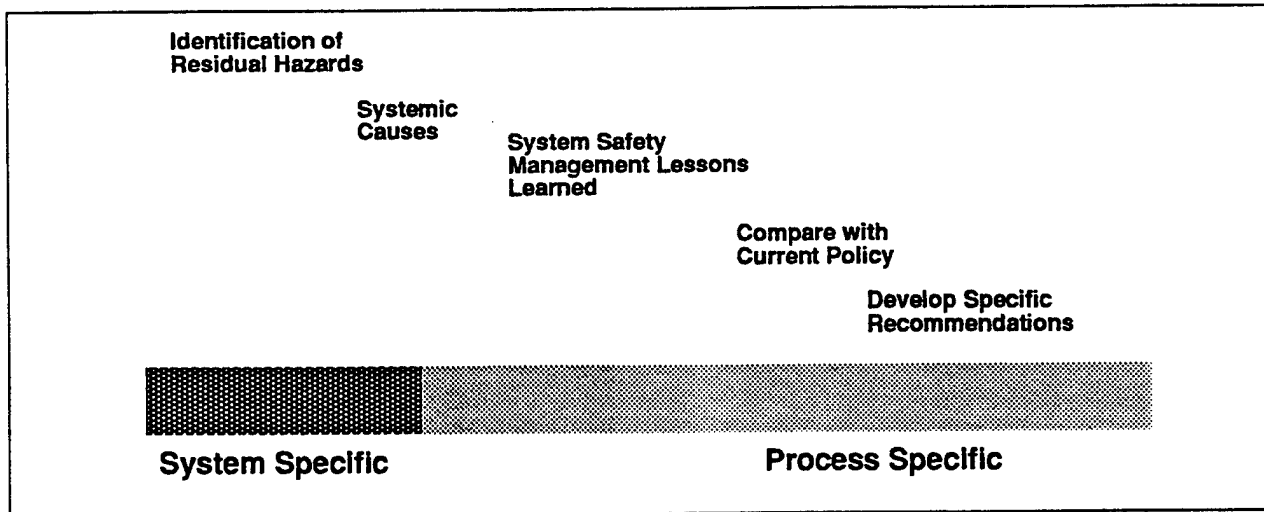 Identification of
Residual Hazards
Systemic
Causes
System Safety
Management Lessons
Learned
Compare with
Current Policy
Develop Specific
Recommendations
System Specific
Process Specific